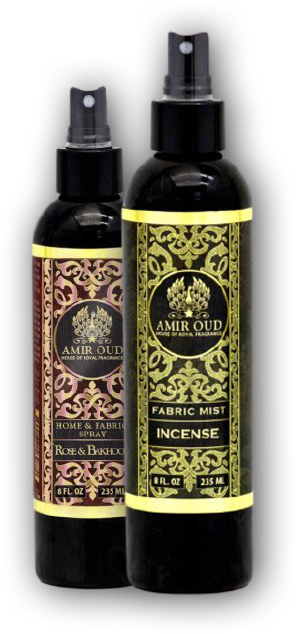 AMIR OUD
HOUSE OF ROYAL FRAGRANCE
HOME & FABRIC
SPRAY
ROSE & BAKHOO
8 FL. OZ 235 ML
AMIR OUD
HOUSE OF ROYAL FRAGRANCE
FABRIC MIST
INCENSE
8 FL. OZ 235 ML